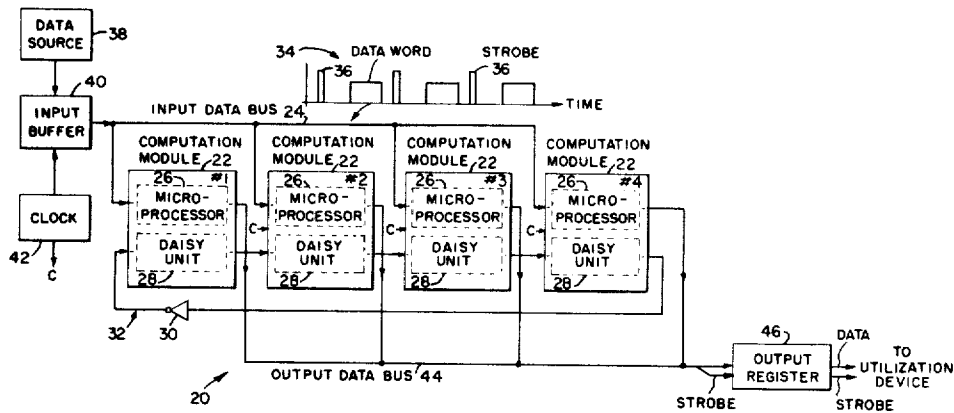 DATA
SOURCE
38
40
INPUT
BUFFER
CLOCK
42
C
34
DATA WORD
STROBE
36
36
TIME
INPUT DATA BUS 24
COMPUTATION
MODULE 22
#1
26
MICRO-
PROCESSOR
DAISY
UNIT
28
COMPUTATION
MODULE 22
#2
26
MICRO-
PROCESSOR
C
DAISY
UNIT
28
COMPUTATION
MODULE 22
#3
26
MICRO-
PROCESSOR
C
DAISY
UNIT
28
COMPUTATION
MODULE 22
#4
26
MICRO-
PROCESSOR
C
DAISY
UNIT
28
32
30
20
OUTPUT DATA BUS 44
STROBE
46
OUTPUT
REGISTER
DATA
STROBE
TO
UTILIZATION
DEVICE